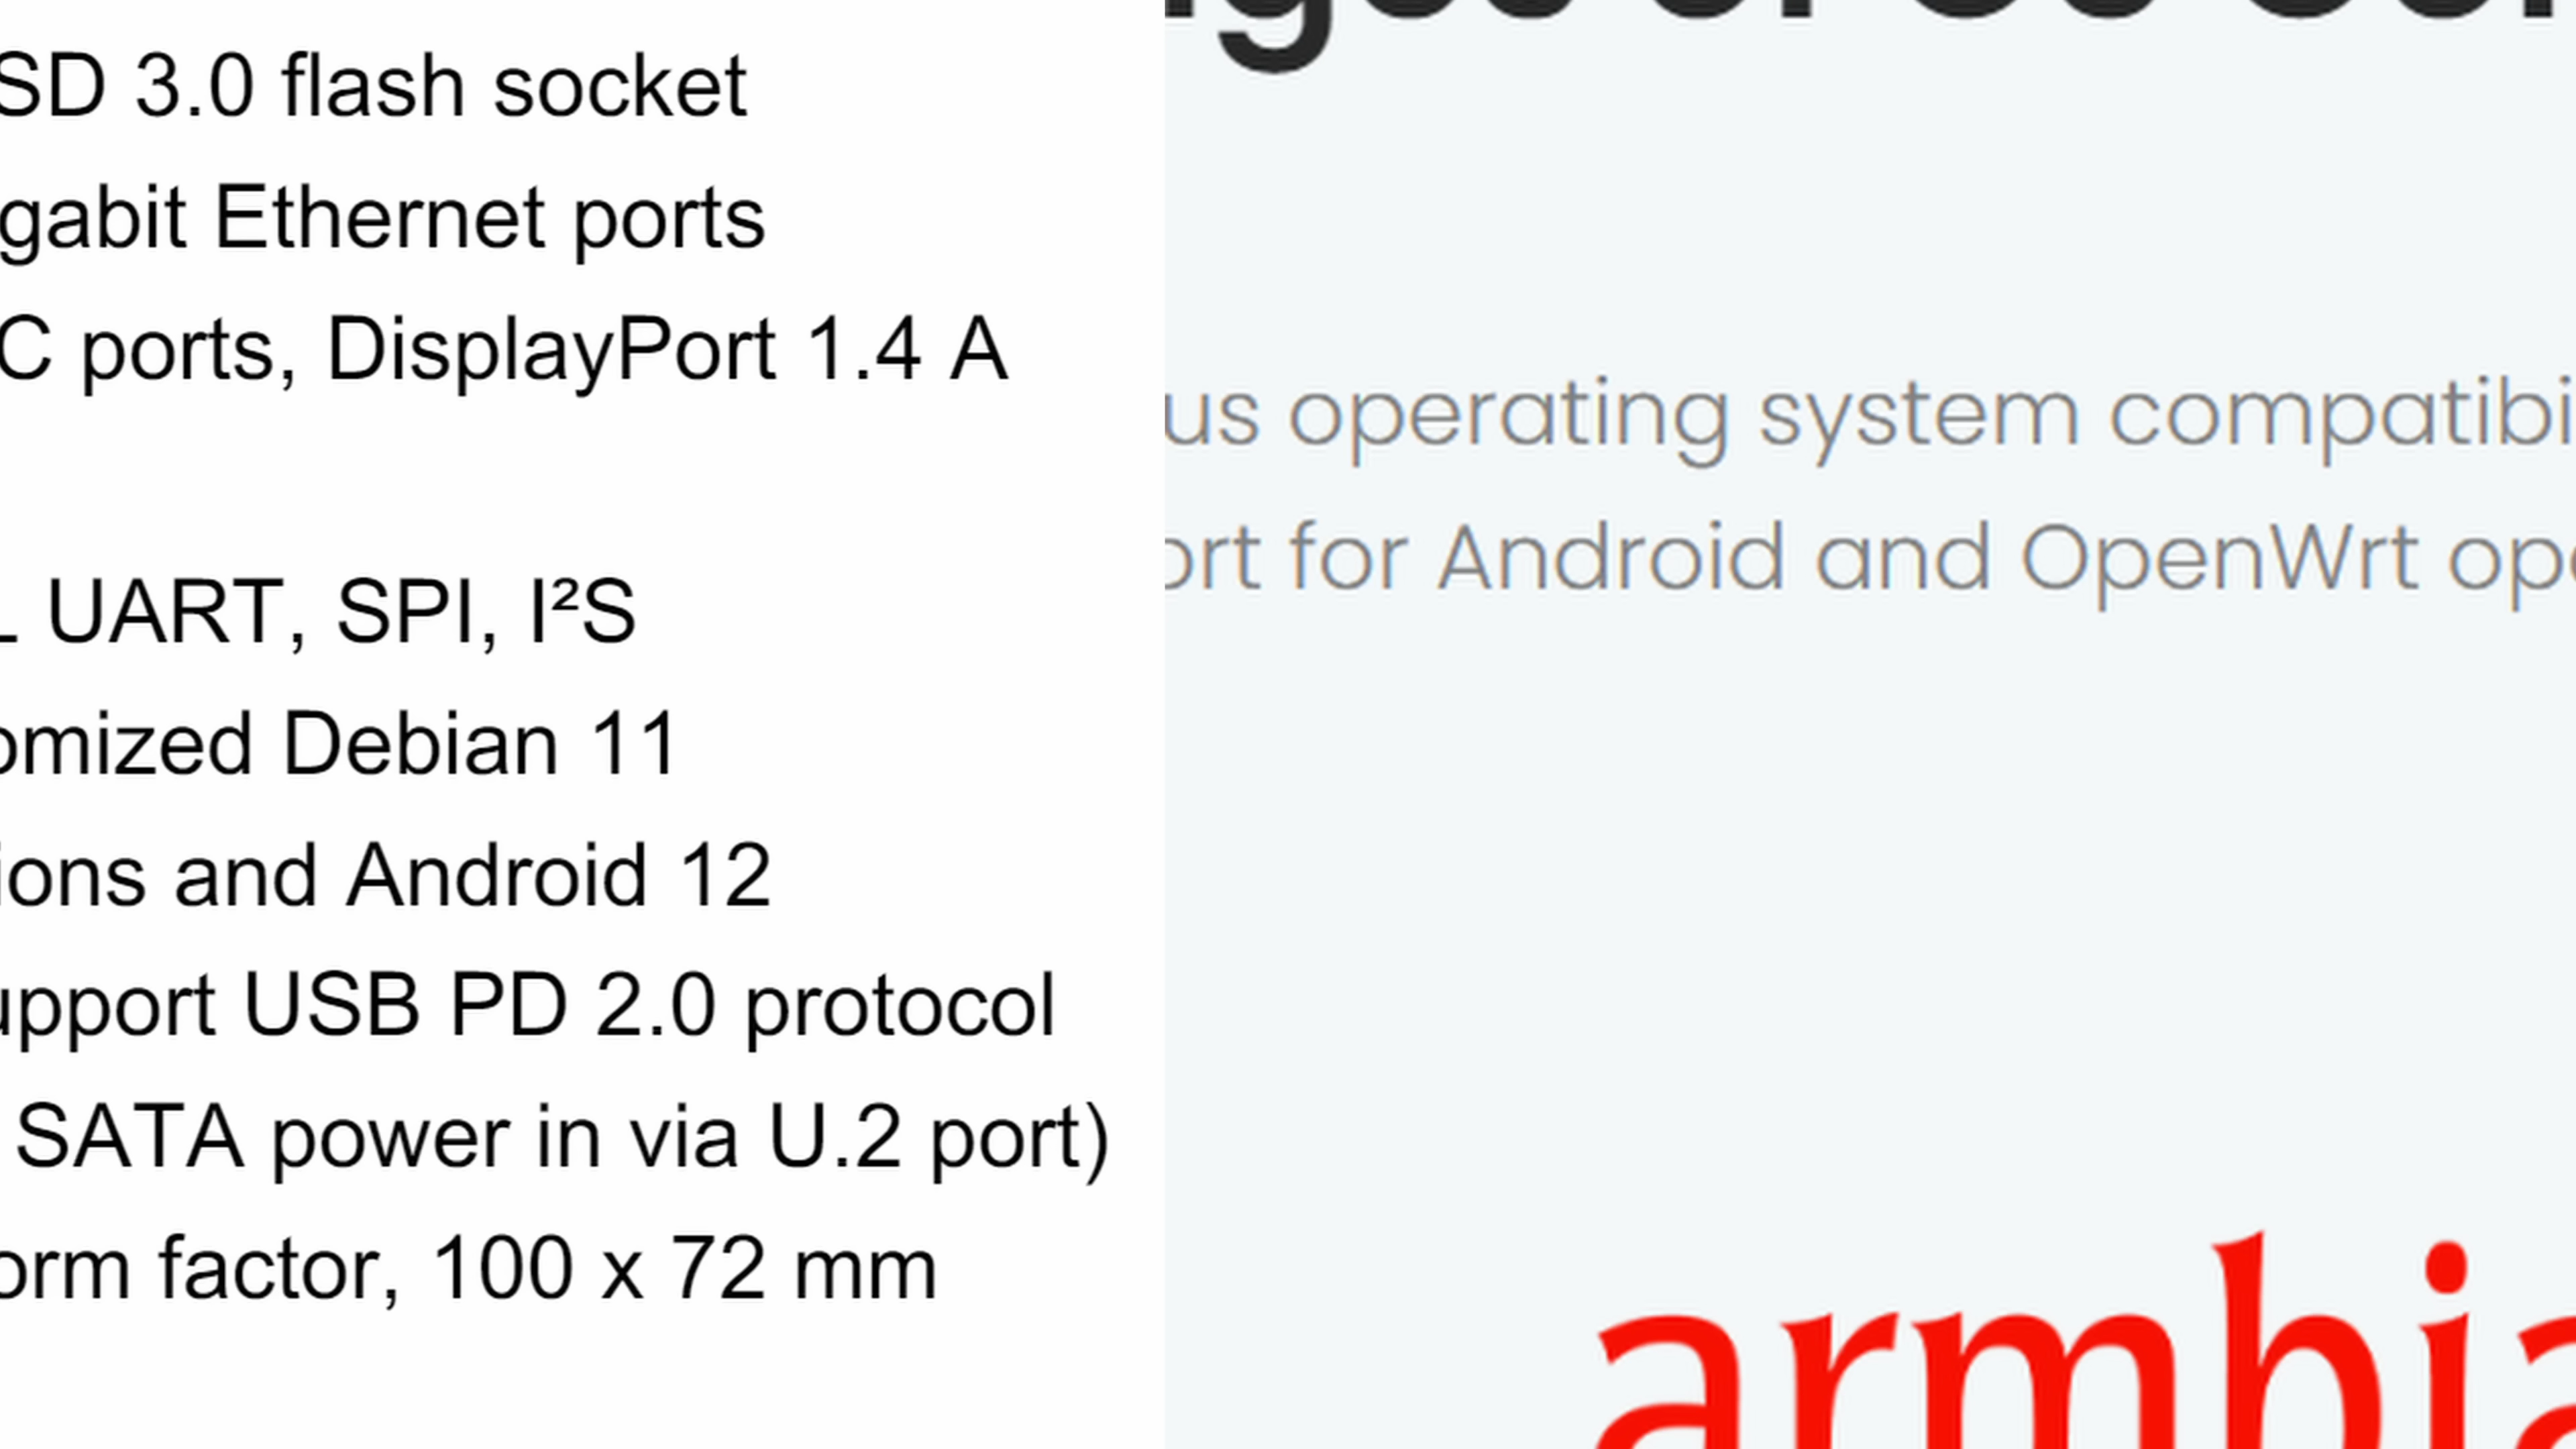 SD 3.0 flash socket
gabit Ethernet ports
C ports, DisplayPort 1.4 A
UART, SPI, I²S
omized Debian 11
ions and Android 12
upport USB PD 2.0 protocol
SATA power in via U.2 port)
orm factor, 100 x 72 mm
us operating system compatibi
ort for Android and OpenWrt ope
armbia